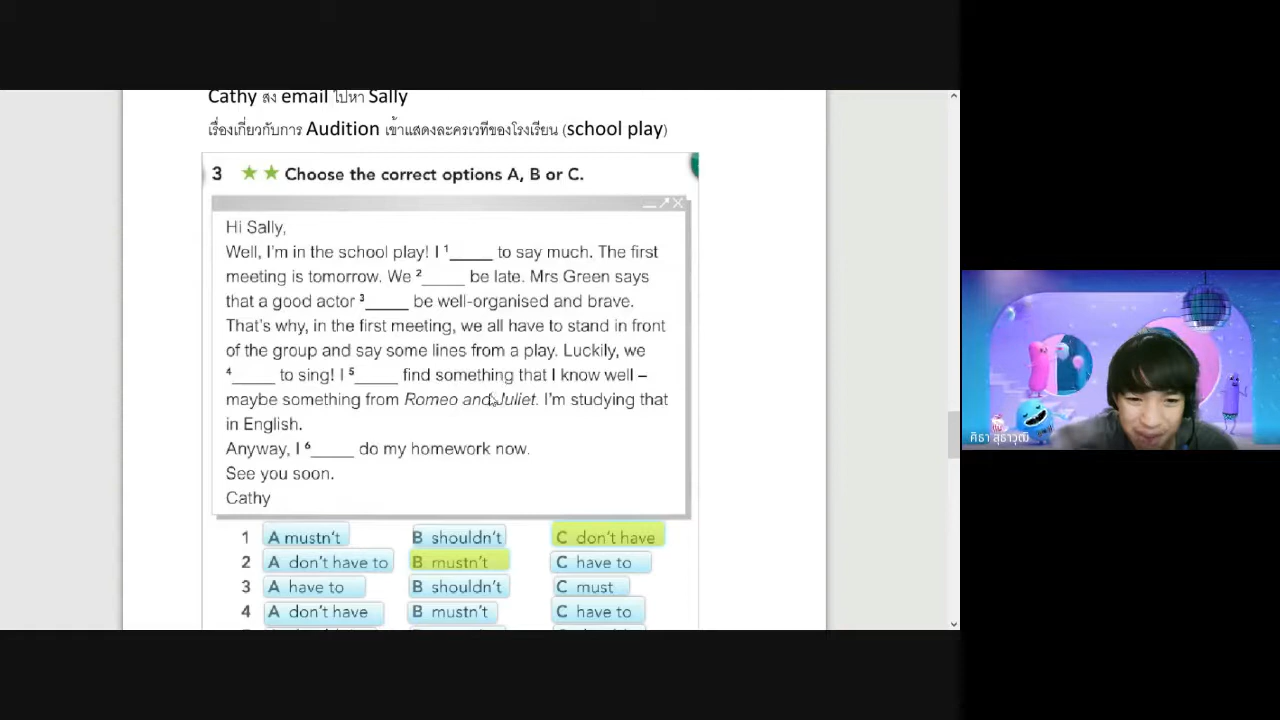 Cathy ส่ง email ไปหา Sally
เรื่องเกี่ยวกับการ Audition เข้าแสดงละครเวทีของโรงเรียน (school play)
3 ★ ★ Choose the correct options A, B or C.
Hi Sally,
Well, I'm in the school play! I ¹_____ to say much. The first
meeting is tomorrow. We ²_____ be late. Mrs Green says
that a good actor ³_____ be well-organised and brave.
That's why, in the first meeting, we all have to stand in front
of the group and say some lines from a play. Luckily, we
⁴_____ to sing! I ⁵_____ find something that I know well –
maybe something from Romeo and Juliet. I'm studying that
in English.
Anyway, I ⁶_____ do my homework now.
See you soon.
Cathy
1 A mustn't B shouldn't C don't have
2 A don't have to B mustn't C have to
3 A have to B shouldn't C must
4 A don't have B mustn't C have to
ศิธา สุธาวุฒิ